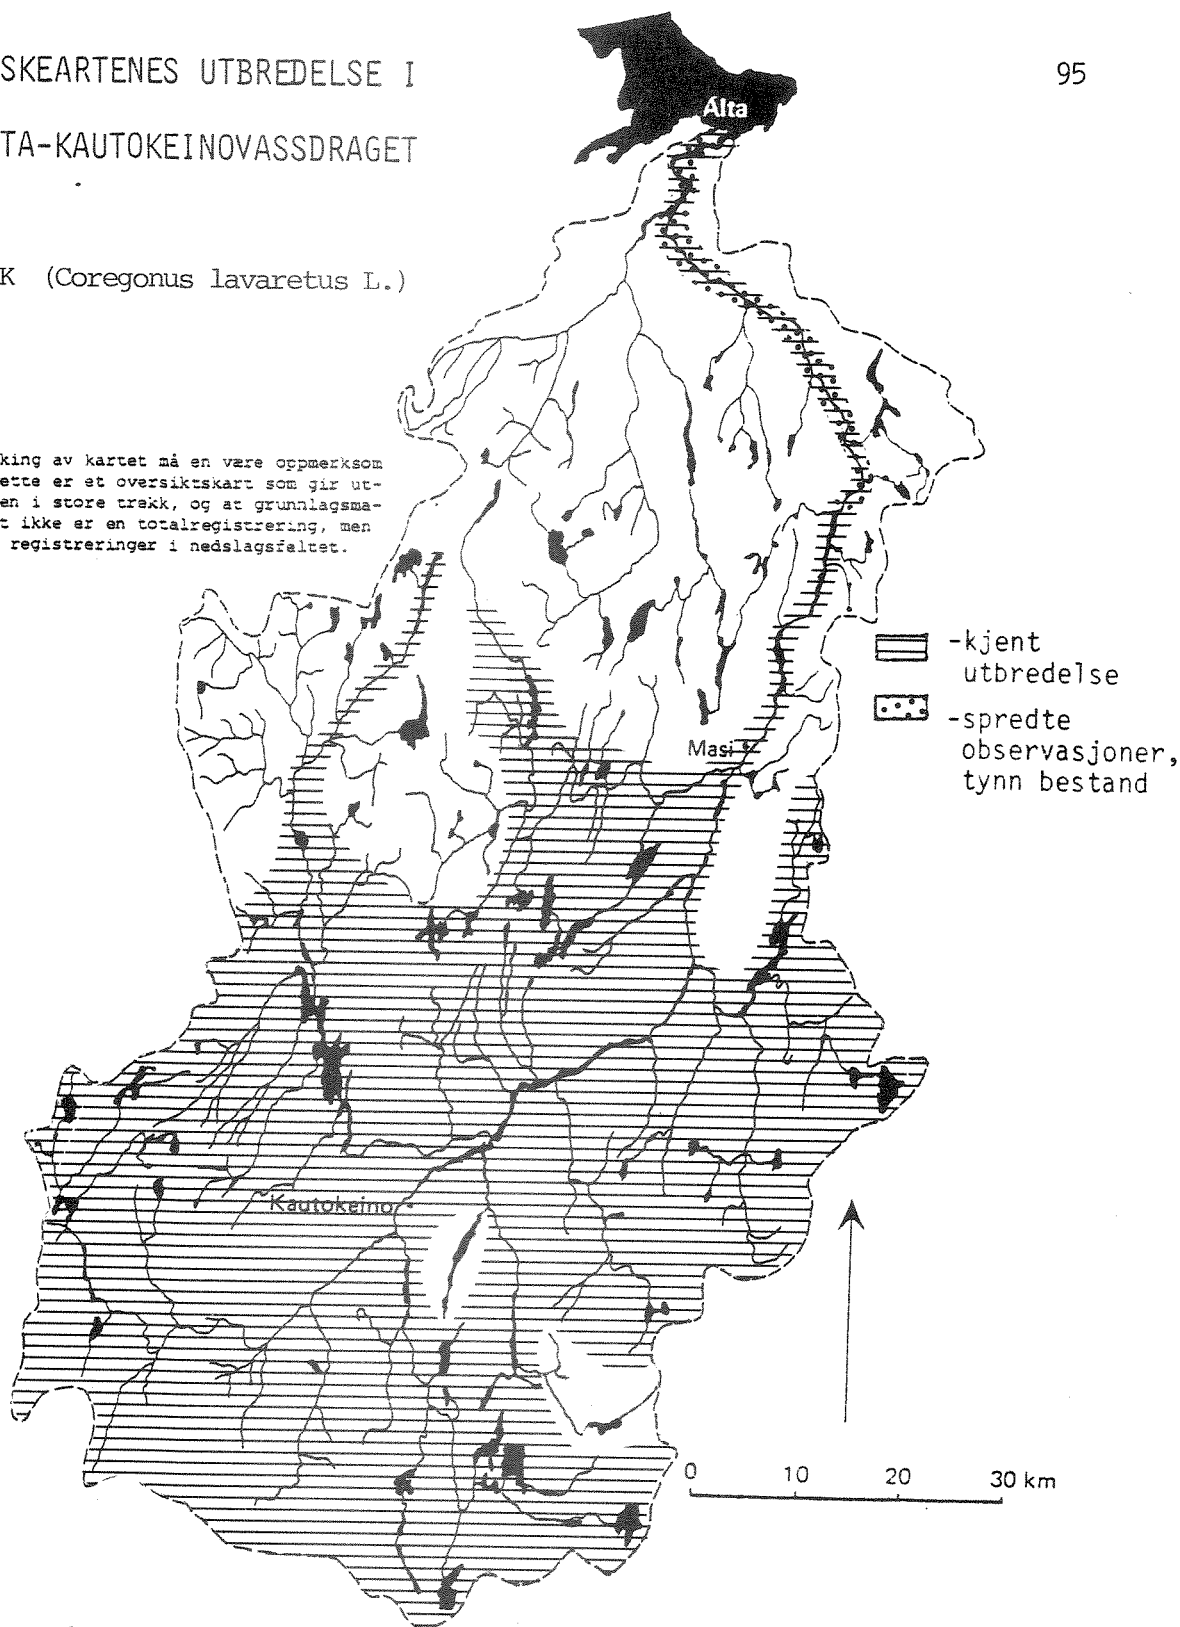 SKEARTENES UTBREDELSE I
95
TA-KAUTOKEINOVASSDRAGET
K (Coregonus lavaretus L.)
king av kartet må en være oppmerksom
ette er et oversiktskart som gir ut-
en i store trekk, og at grunnlagsma-
t ikke er en totalregistrering, men
registreringer i nedslagsfeltet.
Alta
-kjent
utbredelse
-spredte
observasjoner,
tynn bestand
Masi
Kautokeino
0 10 20 30 km